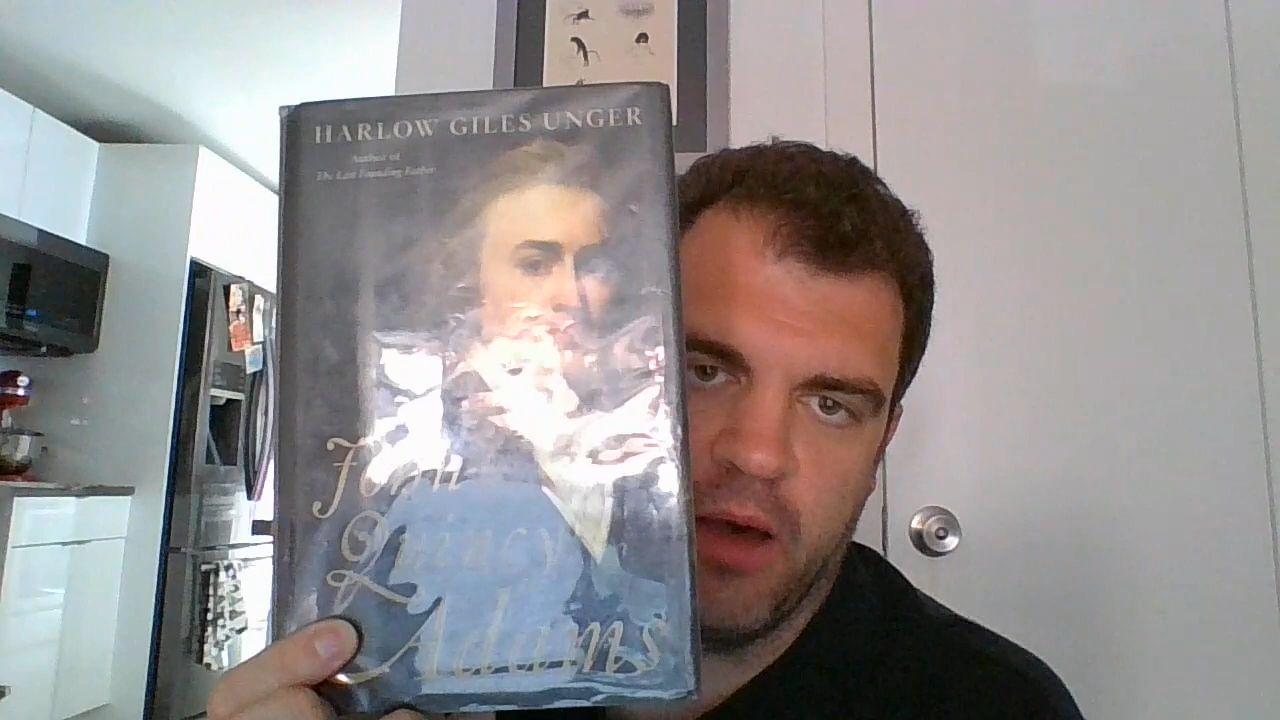 HARLOW GILES UNGER
Author of
The Last Founding Father
John
Quincy
Adams